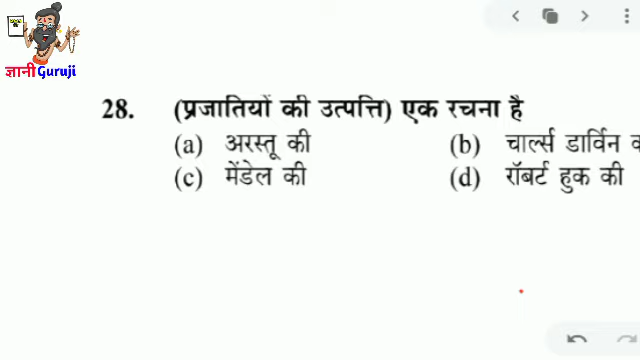 ज्ञानीGuruji
28. (प्रजातियों की उत्पत्ति) एक रचना है
(a) अरस्तू की (b) चार्ल्स डार्विन
(c) मेंडेल की (d) रॉबर्ट हुक की